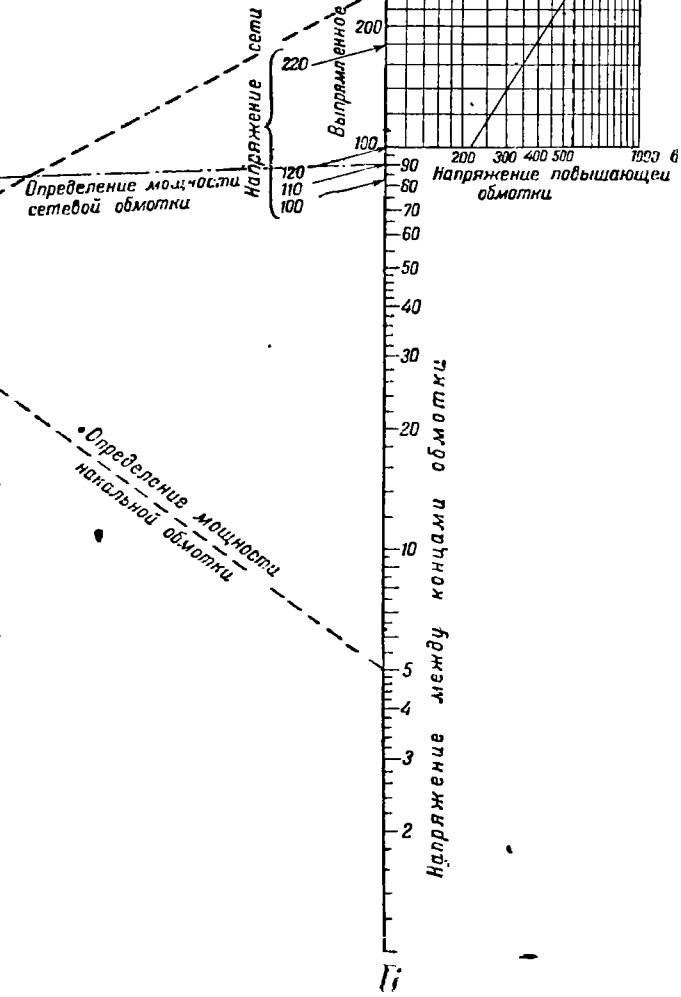 Напряжение сети
220
120
110
100
Выпрямленное
200
100
200 300 400 500 1000 в
Напряжение повышающей
обмотки
Определение мощности
сетевой обмотки
90
80
70
60
50
40
30
20
10
5
4
3
2
Напряжение между концами обмотки
Определение мощности
накальной обмотки